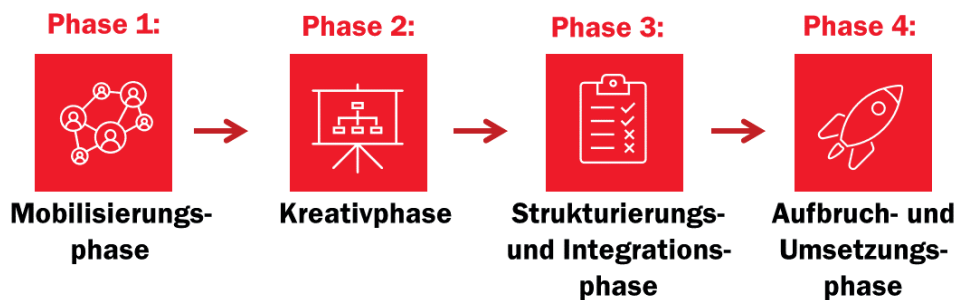 Phase 1:
Mobilisierungs-
phase
Phase 2:
Kreativphase
Phase 3:
Strukturierungs-
und Integrations-
phase
Phase 4:
Aufbruch- und
Umsetzungs-
phase